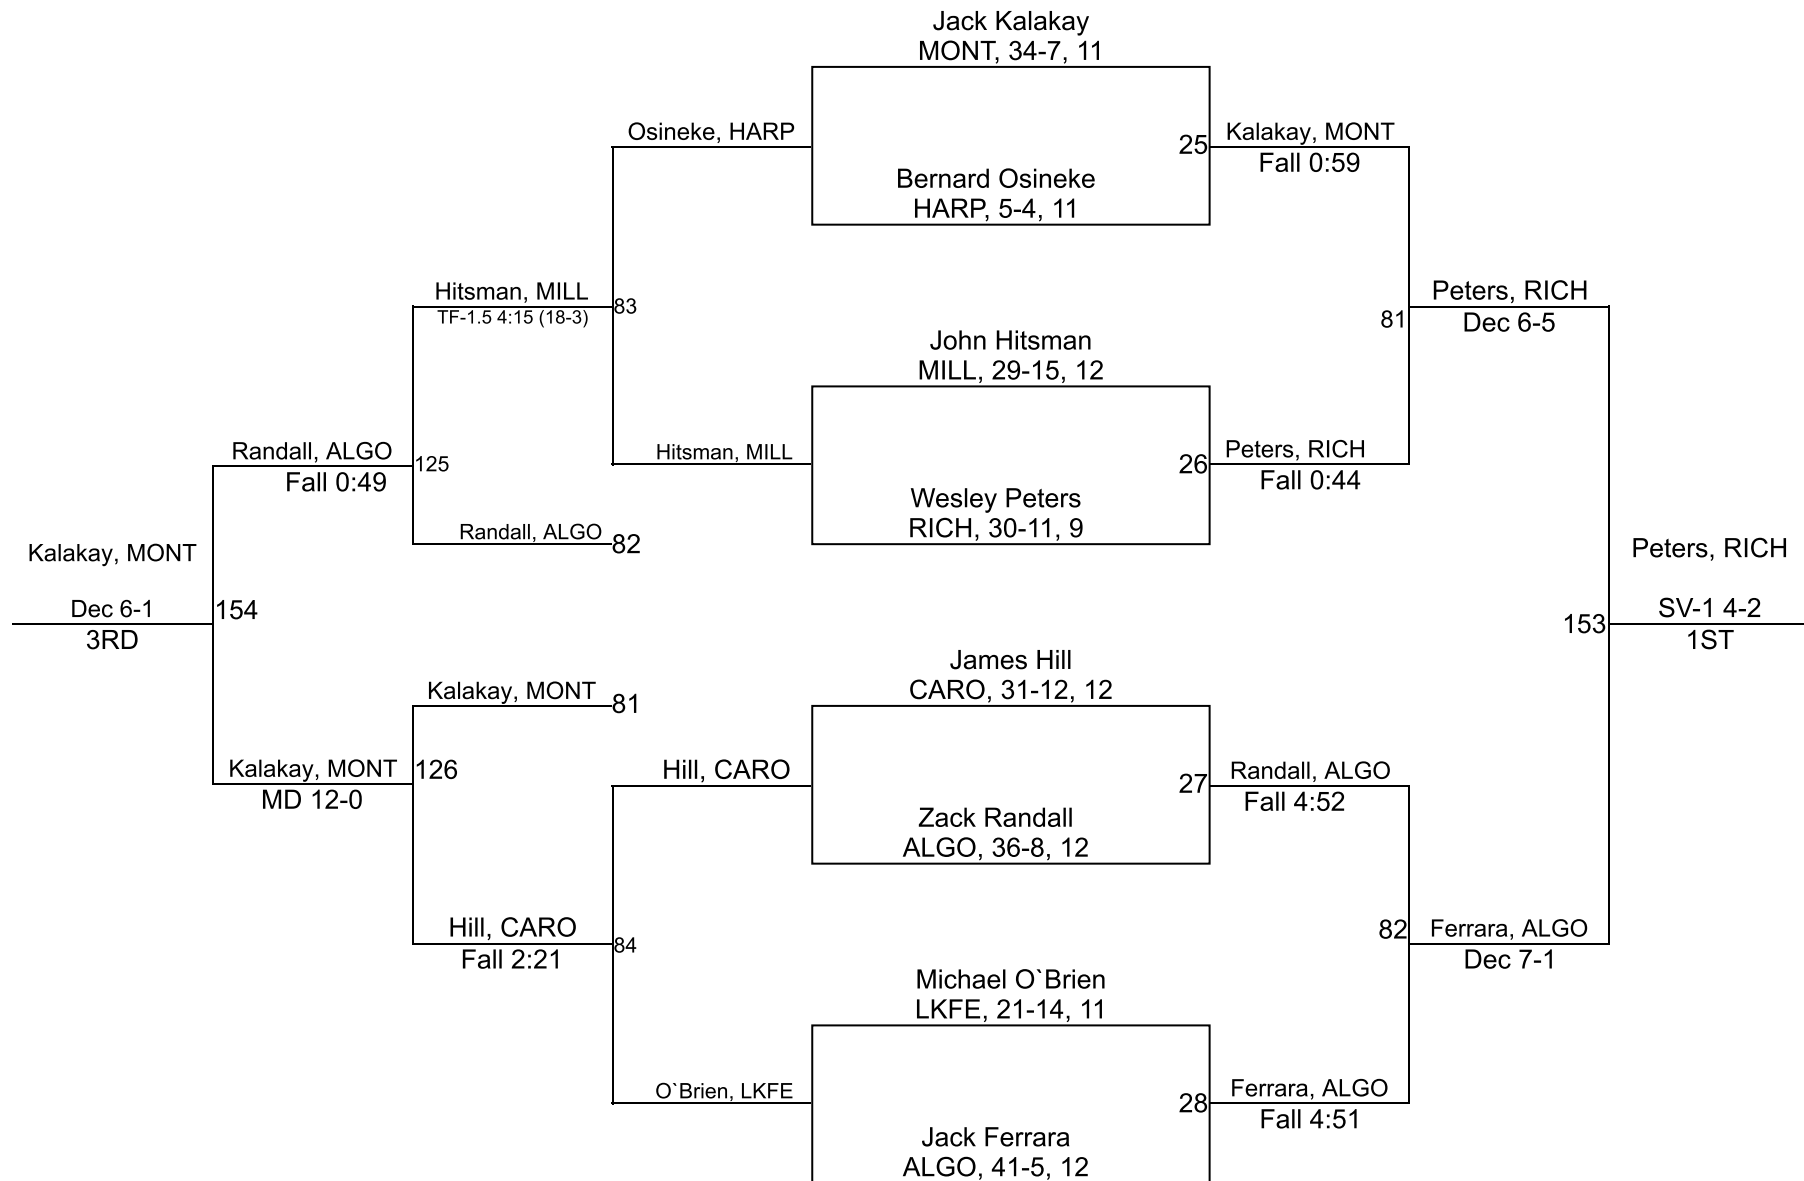 Jack Kalakay
MONT, 34-7, 11
Osineke, HARP
25
Kalakay, MONT
Fall 0:59
Bernard Osineke
HARP, 5-4, 11
Hitsman, MILL
TF-1.5 4:15 (18-3)
83
81
Peters, RICH
Dec 6-5
John Hitsman
MILL, 29-15, 12
Randall, ALGO
Fall 0:49
125
Hitsman, MILL
26
Peters, RICH
Fall 0:44
Wesley Peters
RICH, 30-11, 9
Randall, ALGO
82
Kalakay, MONT
Dec 6-1
3RD
154
Peters, RICH
153
SV-1 4-2
1ST
Kalakay, MONT
81
James Hill
CARO, 31-12, 12
Kalakay, MONT
MD 12-0
126
Hill, CARO
27
Randall, ALGO
Fall 4:52
Zack Randall
ALGO, 36-8, 12
Hill, CARO
Fall 2:21
84
82
Ferrara, ALGO
Dec 7-1
Michael O`Brien
LKFE, 21-14, 11
O`Brien, LKFE
28
Ferrara, ALGO
Fall 4:51
Jack Ferrara
ALGO, 41-5, 12